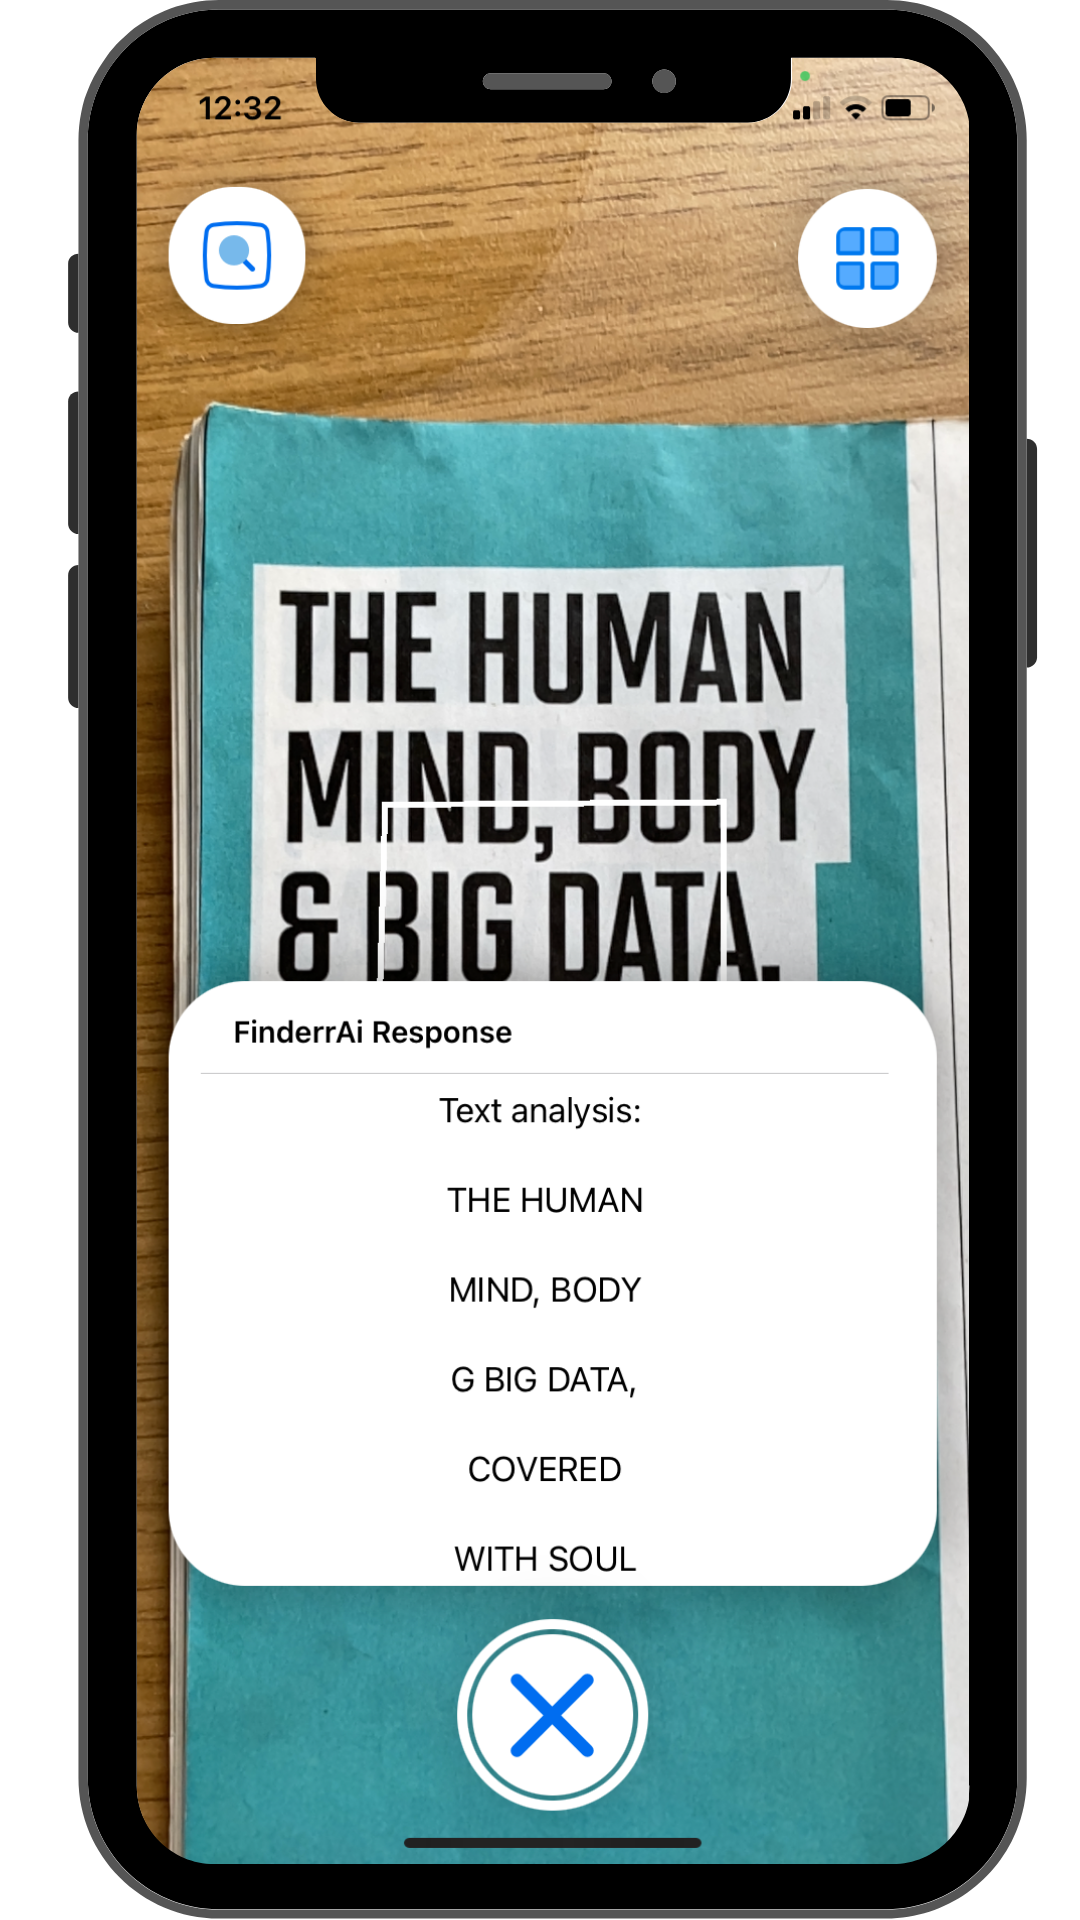 12:32
THE HUMAN
MIND, BODY
& BIG DATA.
FinderrAi Response
Text analysis:
THE HUMAN
MIND, BODY
G BIG DATA,
COVERED
WITH SOUL